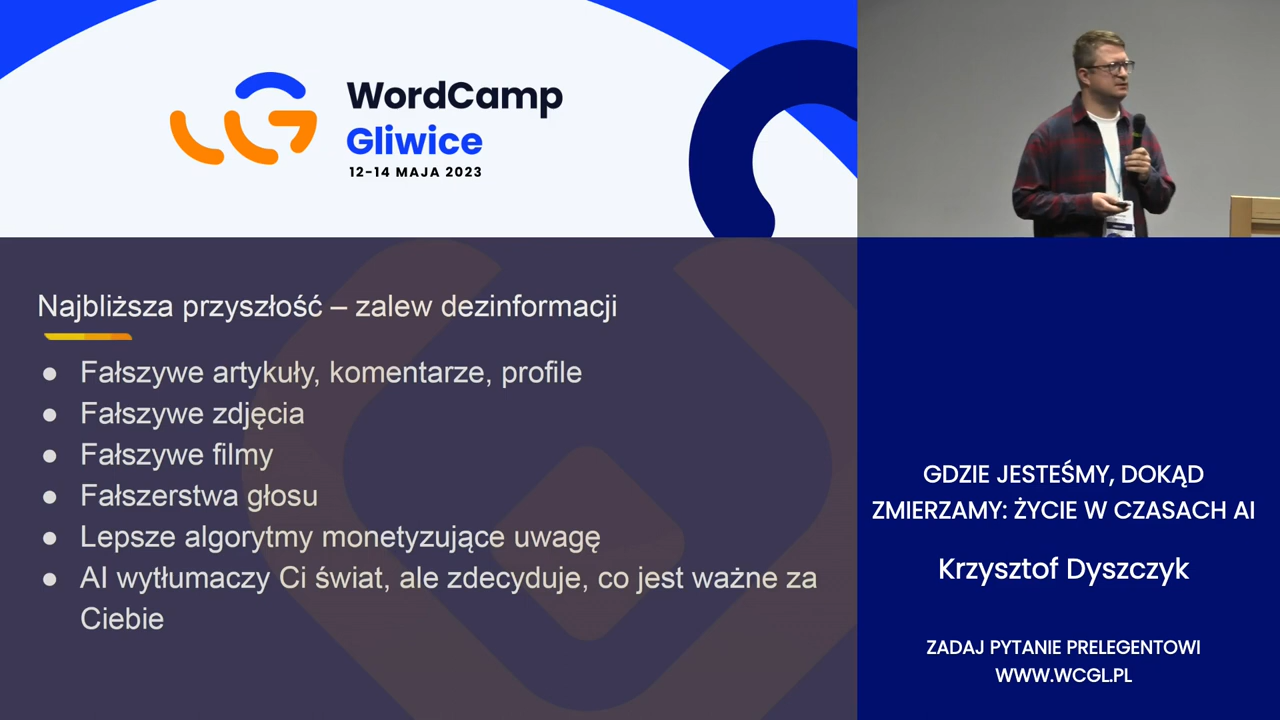 WordCamp
Gliwice
12-14 MAJA 2023
Najbliższa przyszłość – zalew dezinformacji
● Fałszywe artykuły, komentarze, profile
● Fałszywe zdjęcia
● Fałszywe filmy
● Fałszerstwa głosu
● Lepsze algorytmy monetyzujące uwagę
● AI wytłumaczy Ci świat, ale zdecyduje, co jest ważne za
Ciebie
GDZIE JESTEŚMY, DOKĄD
ZMIERZAMY: ŻYCIE W CZASACH AI
Krzysztof Dyszczyk
ZADAJ PYTANIE PRELEGENTOWI
WWW.WCGL.PL